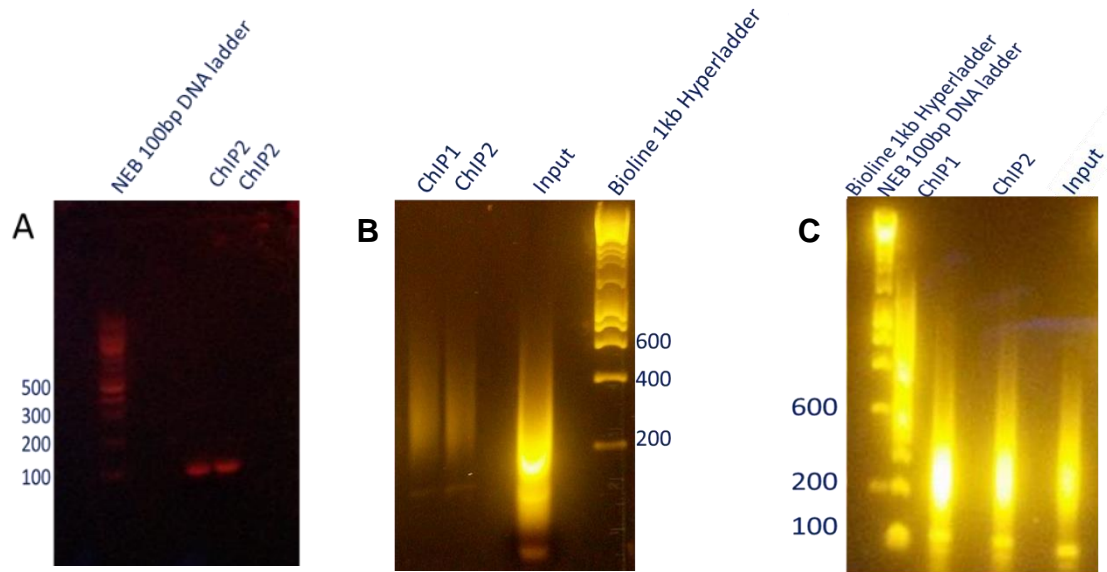 A
NEB 100bp DNA ladder
ChIP2
ChIP2
500
300
200
100
B
ChIP1
ChIP2
Input
Bioline 1kb Hyperladder
600
400
200
C
Bioline 1kb Hyperladder
NEB 100bp DNA ladder
ChIP1
ChIP2
Input
600
200
100